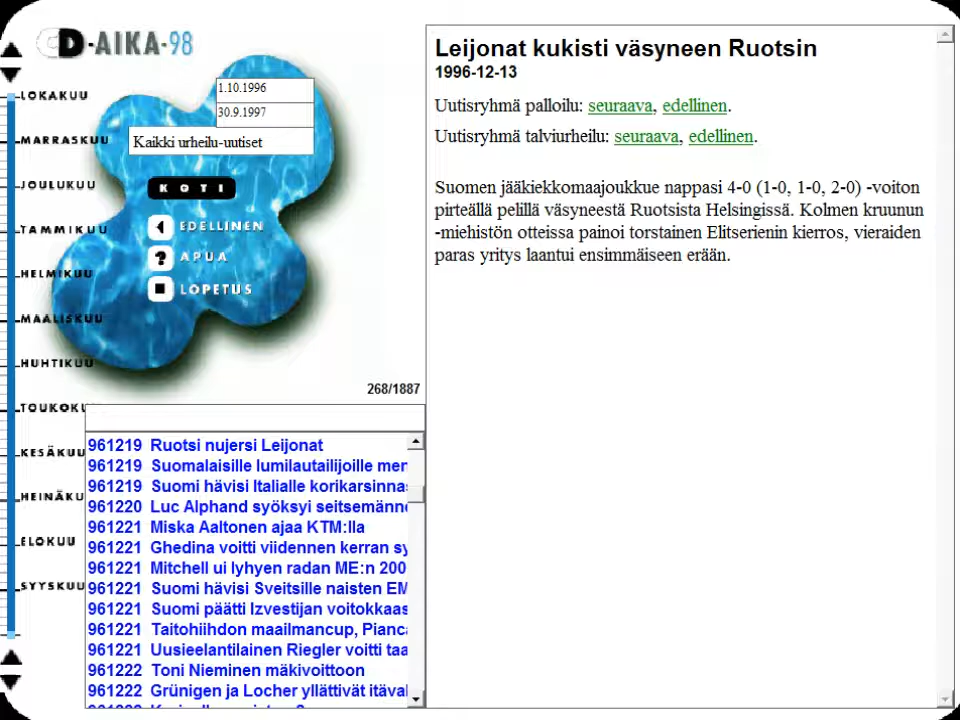 CD-AIKA-98
LOKAKUU
MARRASKUU
JOULUKUU
TAMMIKUU
HELMIKUU
MAALISKUU
HUHTIKUU
TOUKOKU
KESÄKUU
HEINÄKU
ELOKUU
SYYSKUU
1.10.1996
30.9.1997
Kaikki urheilu-uutiset
KOTI
EDELLINEN
? APUA
LOPETUS
268/1887
961219 Ruotsi nujersi Leijonat
961219 Suomalaisille lumilautailijoille men
961219 Suomi hävisi Italialle korikarsinnas
961220 Luc Alphand syöksyi seitsemänne
961221 Miska Aaltonen ajaa KTM:lla
961221 Ghedina voitti viidennen kerran sy
961221 Mitchell ui lyhyen radan ME:n 200
961221 Suomi hävisi Sveitsille naisten EM
961221 Suomi päätti Izvestijan voitokkaas
961221 Taitohiihdon maailmancup, Pianca
961221 Uusieelantilainen Riegler voitti taa
961222 Toni Nieminen mäkivoittoon
961222 Grünigen ja Locher yllättivät itäval
Leijonat kukisti väsyneen Ruotsin
1996-12-13
Uutisryhmä palloilu: seuraava, edellinen.
Uutisryhmä talviurheilu: seuraava, edellinen.
Suomen jääkiekkomaajoukkue nappasi 4-0 (1-0, 1-0, 2-0) -voiton
pirteällä pelillä väsyneestä Ruotsista Helsingissä. Kolmen kruunun
-miehistön otteissa painoi torstainen Elitserienin kierros, vieraiden
paras yritys laantui ensimmäiseen erään.